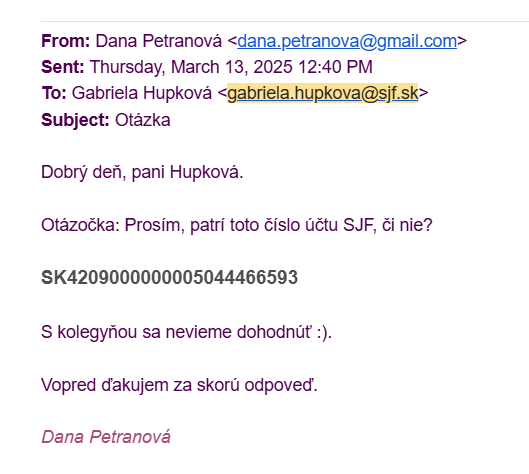 From: Dana Petranová <dana.petranova@gmail.com>
Sent: Thursday, March 13, 2025 12:40 PM
To: Gabriela Hupková <gabriela.hupkova@sjf.sk>
Subject: Otázka
Dobrý deň, pani Hupková.
Otázočka: Prosím, patrí toto číslo účtu SJF, či nie?
SK4209000000005044466593
S kolegyňou sa nevieme dohodnúť :).
Vopred ďakujem za skorú odpoveď.
Dana Petranová